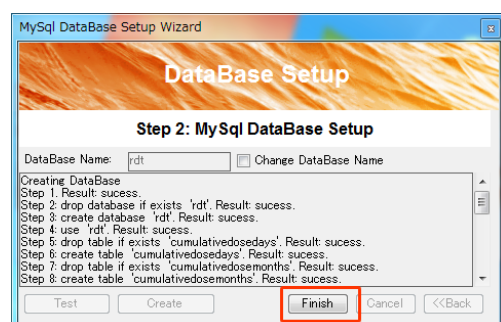 MySql DataBase Setup Wizard
DataBase Setup
Step 2: MySql DataBase Setup
DataBase Name: rdt Change DataBase Name
Creating DataBase
Step 1. Result: sucess.
Step 2: drop database if exists 'rdt'. Result: sucess.
Step 3: create database 'rdt'. Result: sucess.
Step 4: use 'rdt'. Result: sucess.
Step 5: drop table if exists 'cumulativedosedays'. Result: sucess.
Step 6: create table 'cumulativedosedays'. Result: sucess.
Step 7: drop table if exists 'cumulativedosemonths'. Result: sucess.
Step 8: create table 'cumulativedosemonths'. Result: sucess.
Test Create Finish Cancel <<Back